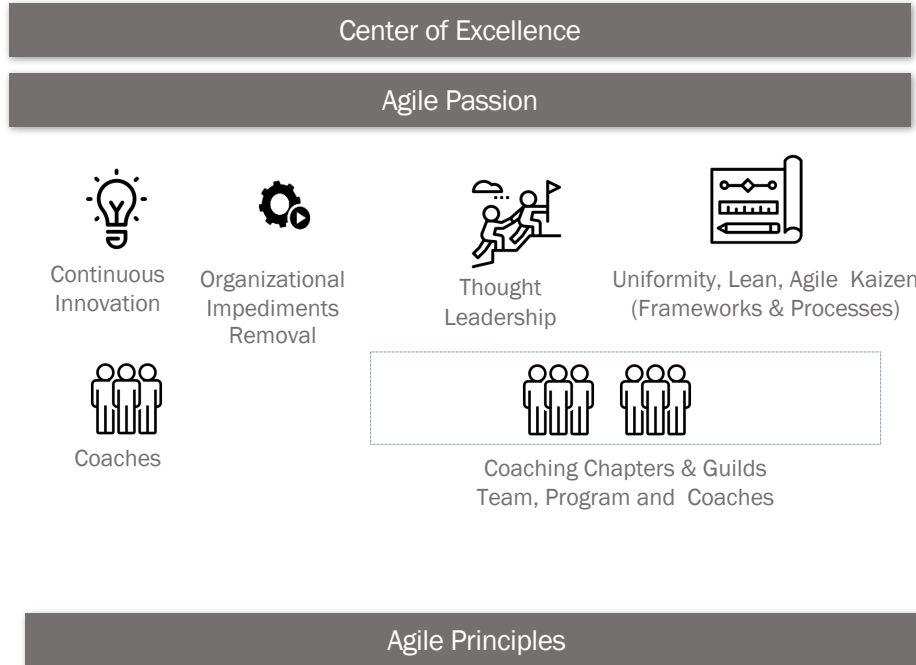 Center of Excellence
Agile Passion
Continuous
Innovation
Organizational
Impediments
Removal
Thought
Leadership
Uniformity, Lean, Agile  Kaizen
(Frameworks & Processes)
Coaches
Coaching Chapters & Guilds
Team, Program and  Coaches
Agile Principles